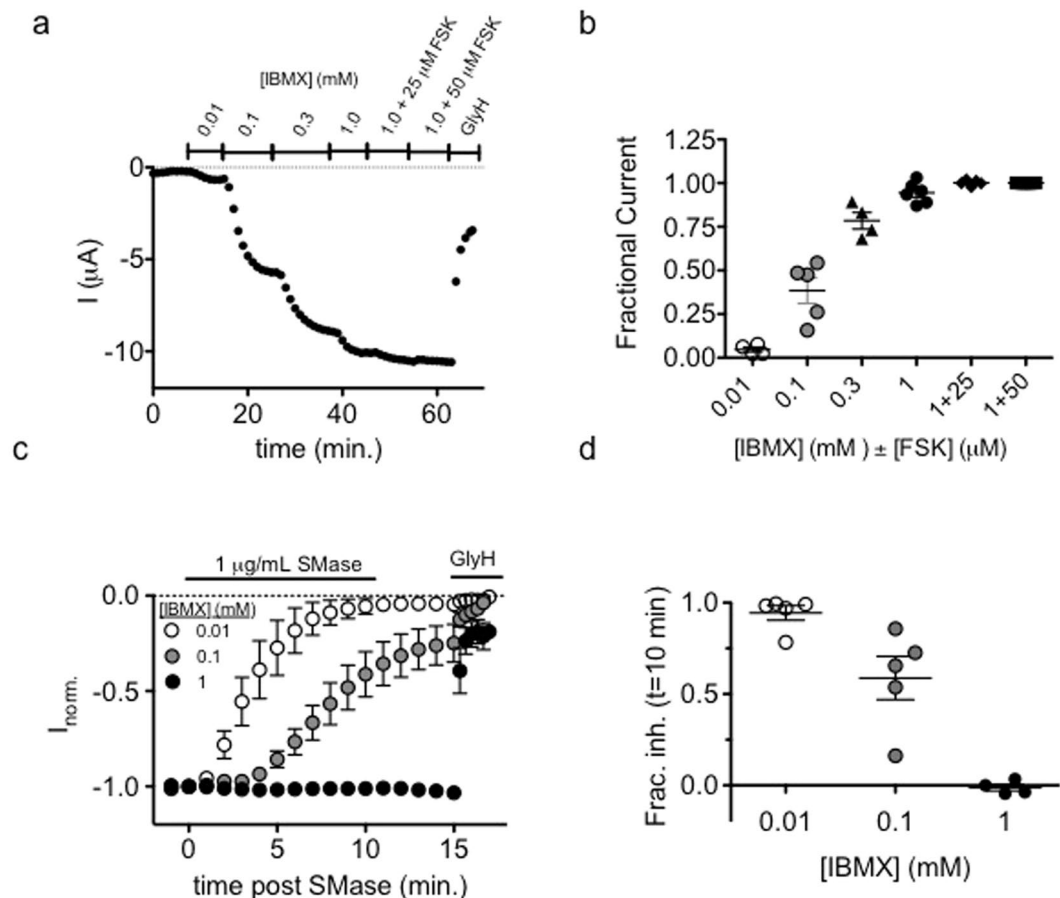 a
[IBMX] (mM)
0.01
0.1
0.3
1.0
1.0 + 25 μM FSK
1.0 + 50 μM FSK
GlyH
0
-5
-10
I (μA)
0 20 40 60
time (min.)
b
1.25
1.00
0.75
0.50
0.25
0.00
Fractional Current
0.01
0.1
0.3
1
1+25
1+50
[IBMX] (mM ) ± [FSK] (μM)
c
1 μg/mL SMase
GlyH
[IBMX] (mM)
0.01
0.1
1
0.0
-0.5
-1.0
Inorm.
0 5 10 15
time post SMase (min.)
d
1.0
0.5
0.0
Frac. inh. (t=10 min)
0.01 0.1 1
[IBMX] (mM)